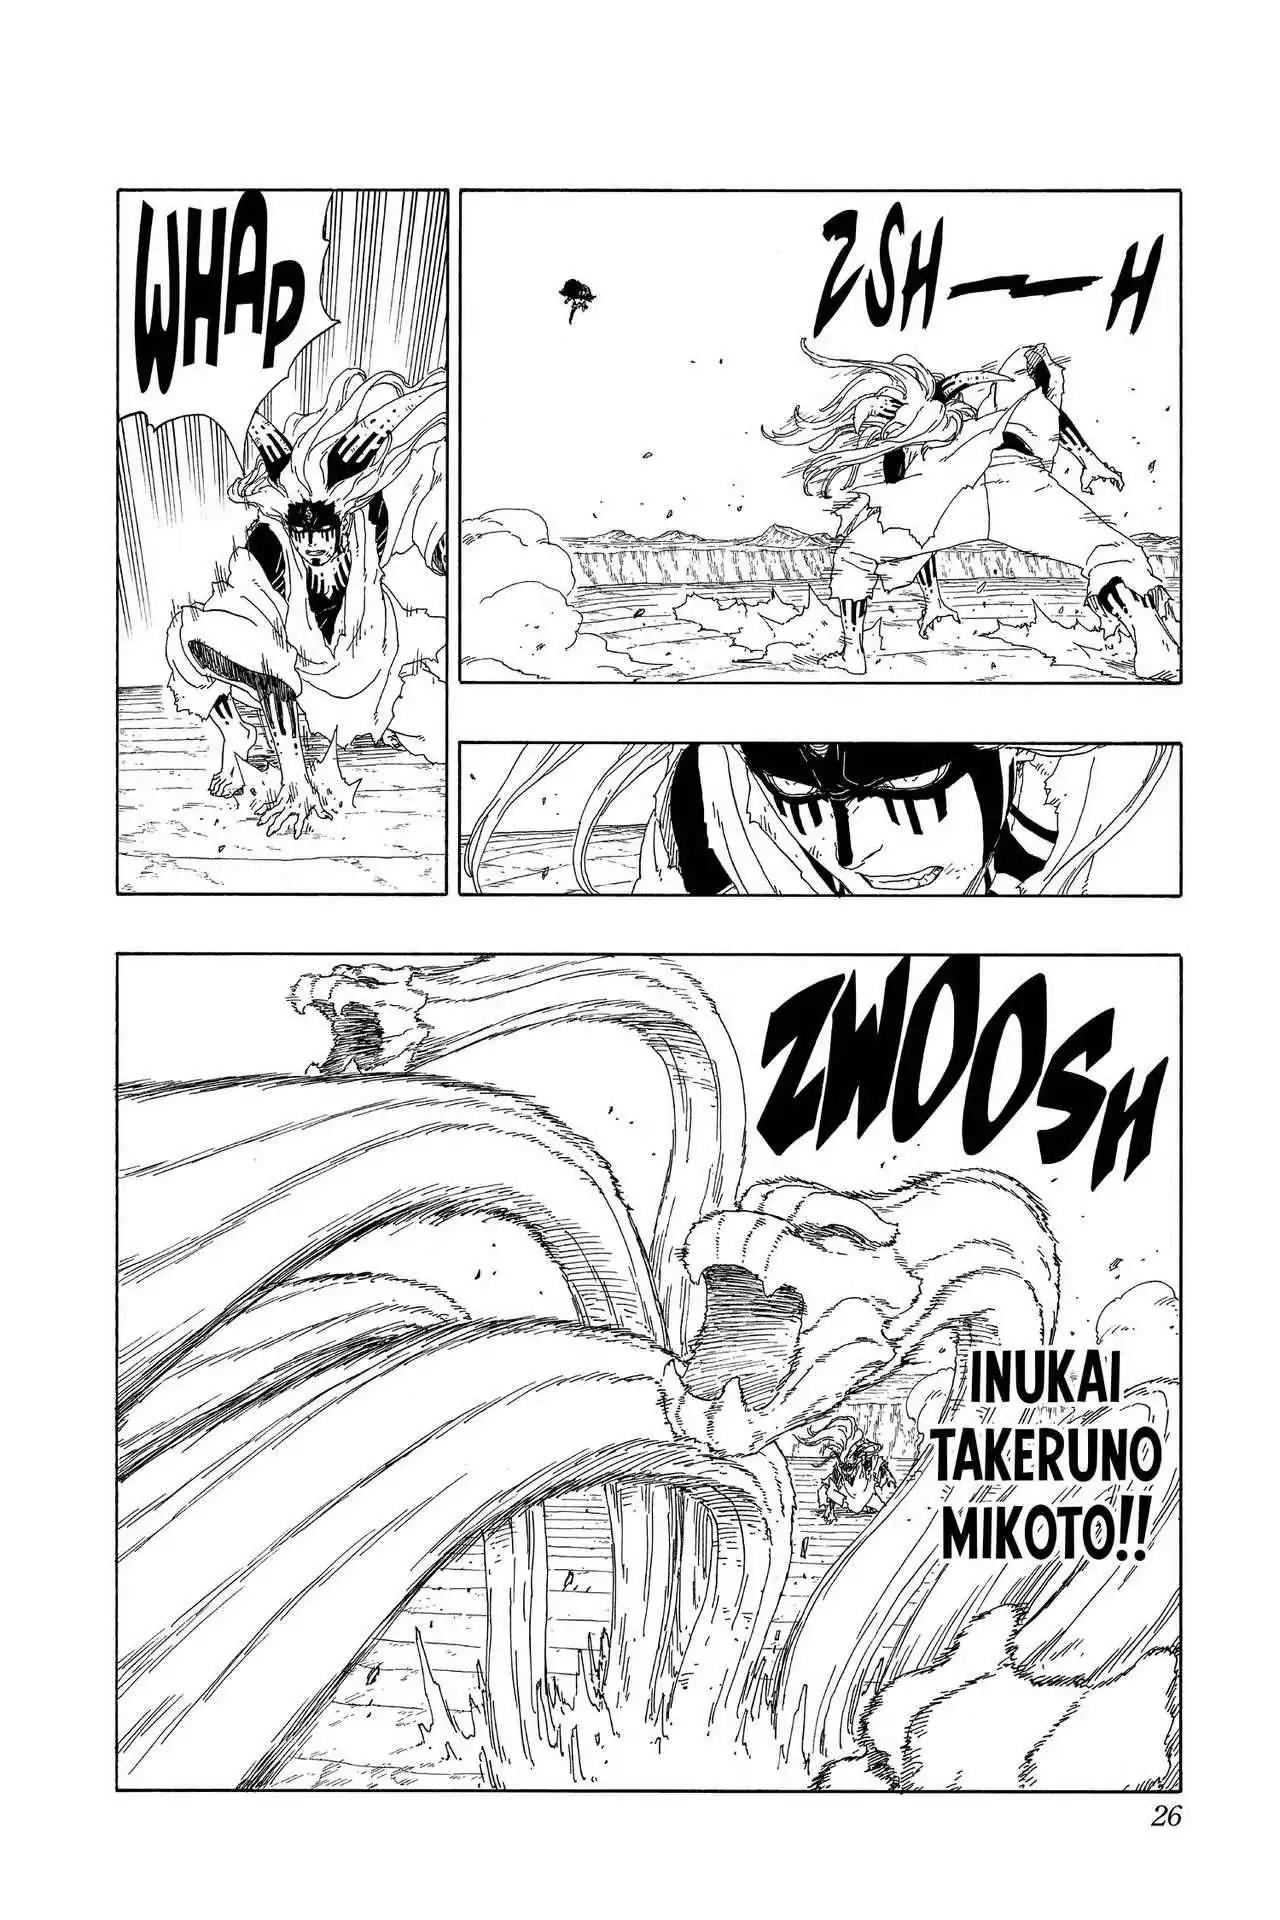 ZSH——H
WHAP
ZWOOSH
INUKAI
TAKERUNO
MIKOTO!!
26